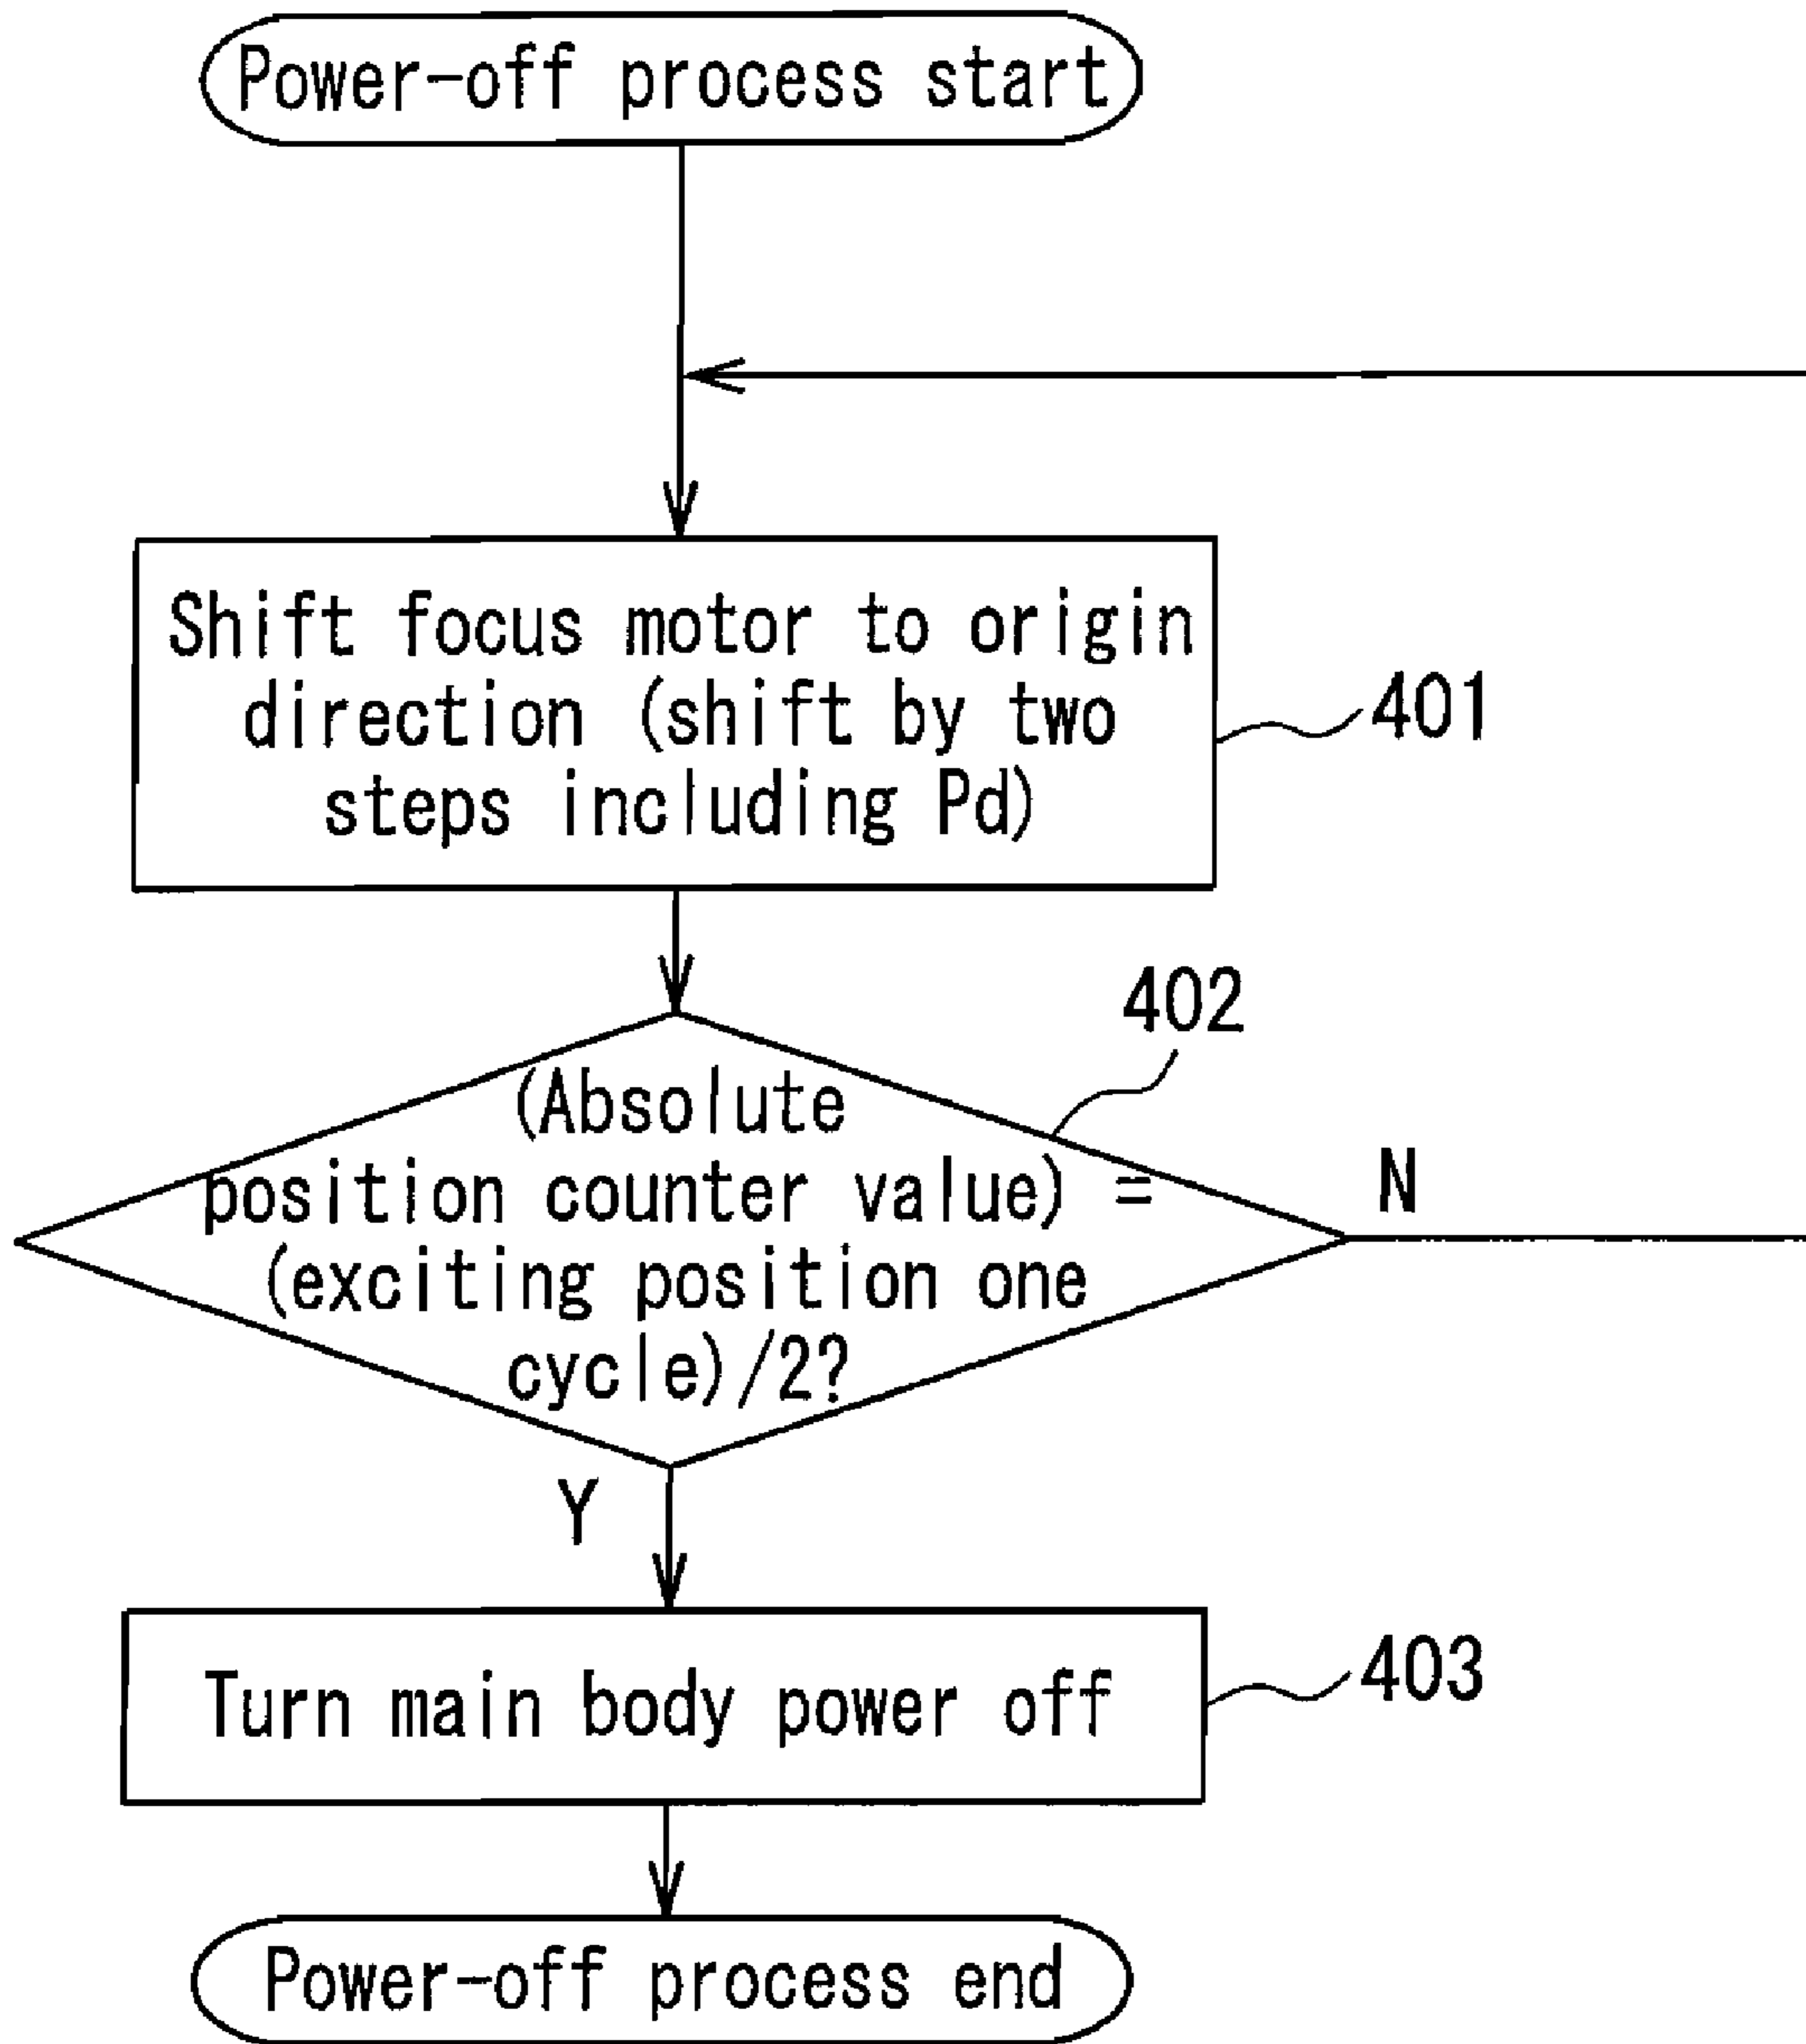 Power-off process start
Shift focus motor to origin
direction (shift by two
steps including Pd)
401
402
(Absolute
position counter value) =
(exciting position one
cycle)/2?
N
Y
Turn main body power off
403
Power-off process end